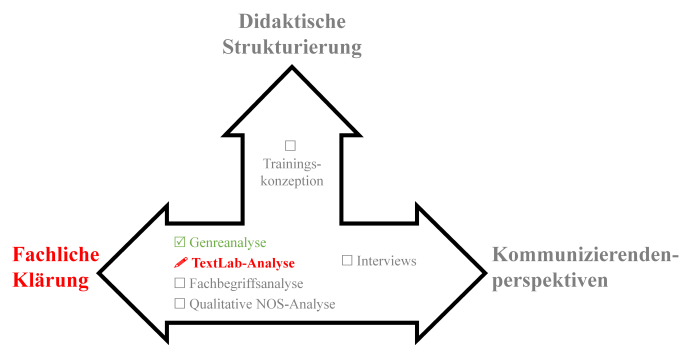 Didaktische
Strukturierung
☐
Trainings-
konzeption
Fachliche
Klärung
☑ Genreanalyse
TextLab-Analyse
☐ Fachbegriffsanalyse
☐ Qualitative NOS-Analyse
☐ Interviews
Kommunizierenden-
perspektiven